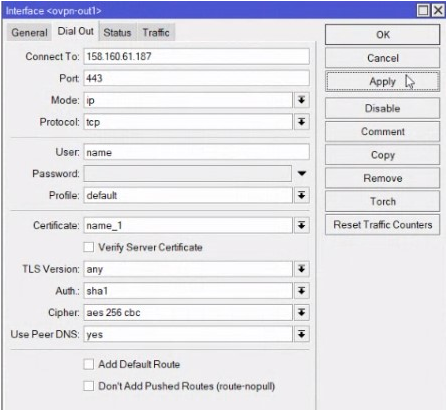 Interface <ovpn-out1>
General Dial Out Status Traffic
Connect To: 158.160.61.187
Port: 443
Mode: ip
Protocol: tcp
User: name
Password:
Profile: default
Certificate: name_1
Verify Server Certificate
TLS Version: any
Auth.: sha1
Cipher: aes 256 cbc
Use Peer DNS: yes
Add Default Route
Don't Add Pushed Routes (route-nopull)
OK
Cancel
Apply
Disable
Comment
Copy
Remove
Torch
Reset Traffic Counters